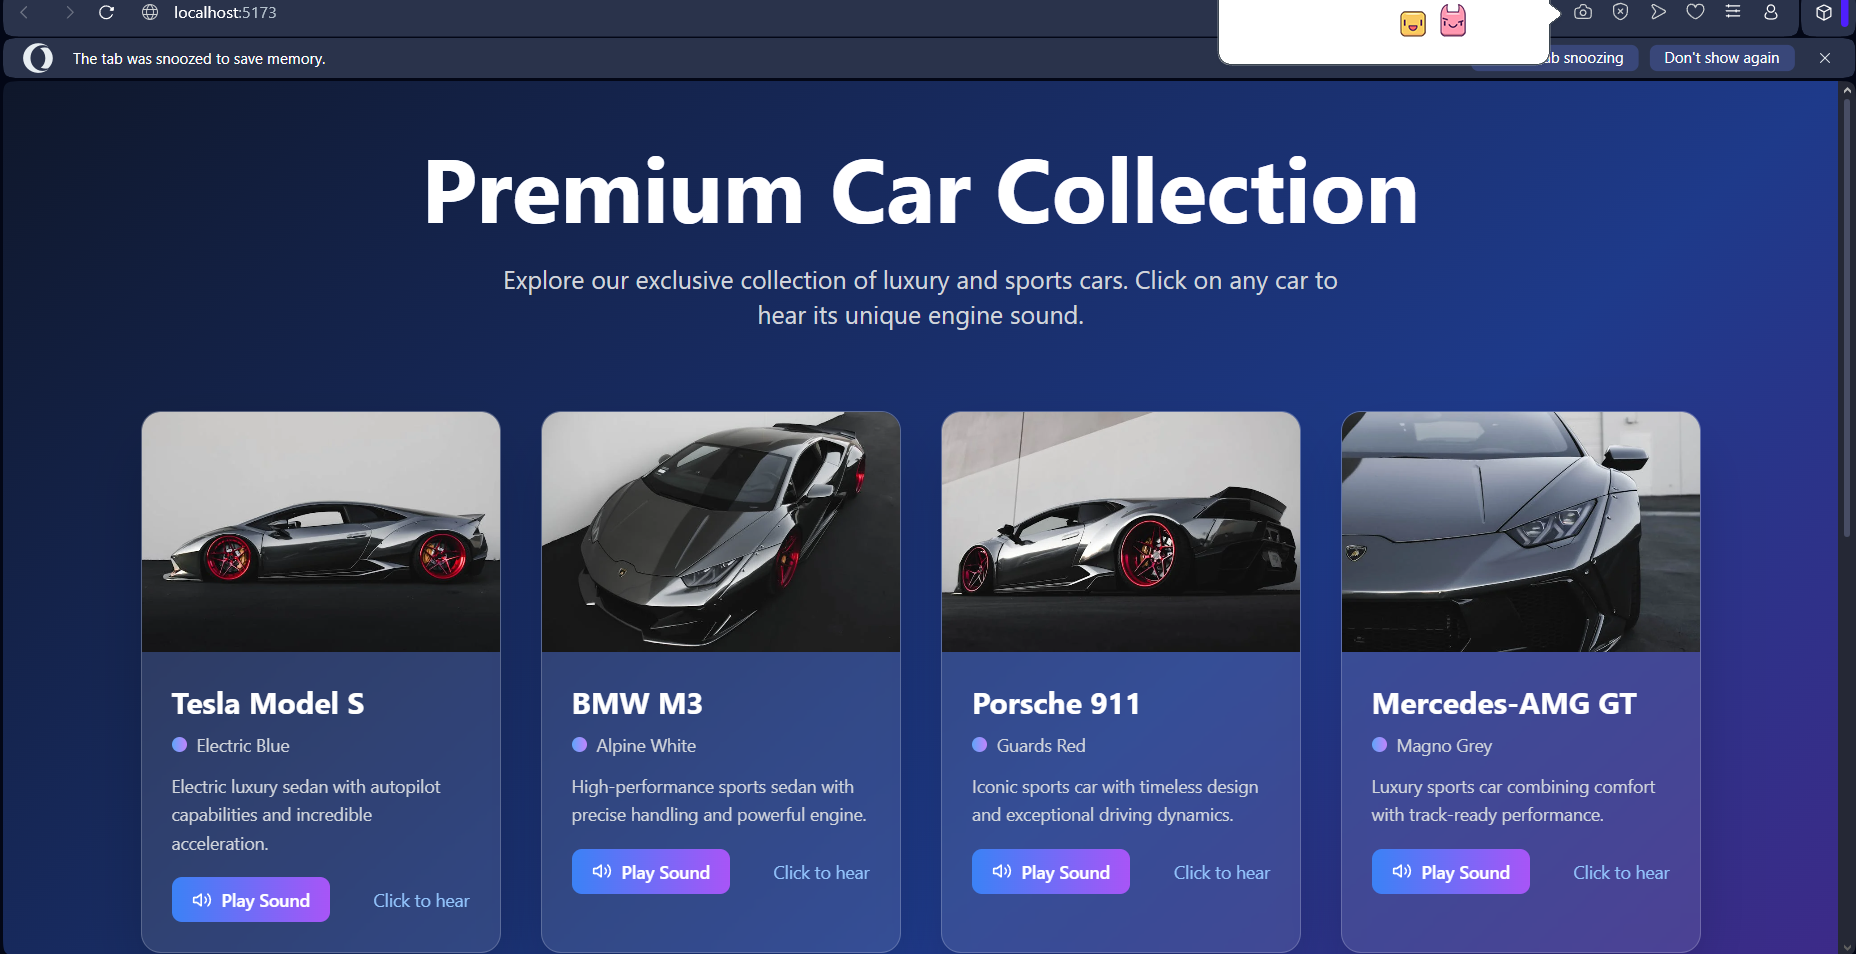 localhost:5173
The tab was snoozed to save memory.
snoozing
Don't show again
Premium Car Collection
Explore our exclusive collection of luxury and sports cars. Click on any car to
hear its unique engine sound.
Tesla Model S
Electric Blue
Electric luxury sedan with autopilot
capabilities and incredible
acceleration.
Play Sound
Click to hear
BMW M3
Alpine White
High-performance sports sedan with
precise handling and powerful engine.
Play Sound
Click to hear
Porsche 911
Guards Red
Iconic sports car with timeless design
and exceptional driving dynamics.
Play Sound
Click to hear
Mercedes-AMG GT
Magno Grey
Luxury sports car combining comfort
with track-ready performance.
Play Sound
Click to hear